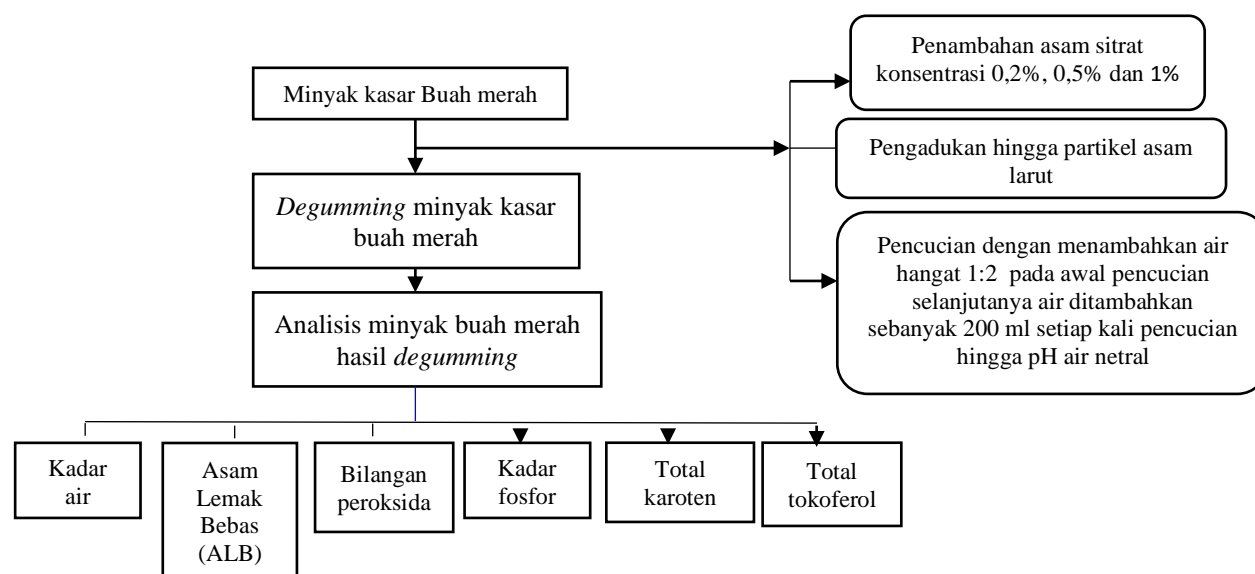 Minyak kasar Buah merah
Penambahan asam sitrat
konsentrasi 0,2%, 0,5% dan 1%
Pengadukan hingga partikel asam
larut
Degumming minyak kasar
buah merah
Pencucian dengan menambahkan air
hangat 1:2 pada awal pencucian
selanjutanya air ditambahkan
sebanyak 200 ml setiap kali pencucian
hingga pH air netral
Analisis minyak buah merah
hasil degumming
Kadar
air
Asam
Lemak
Bebas
(ALB)
Bilangan
peroksida
Kadar
fosfor
Total
karoten
Total
tokoferol